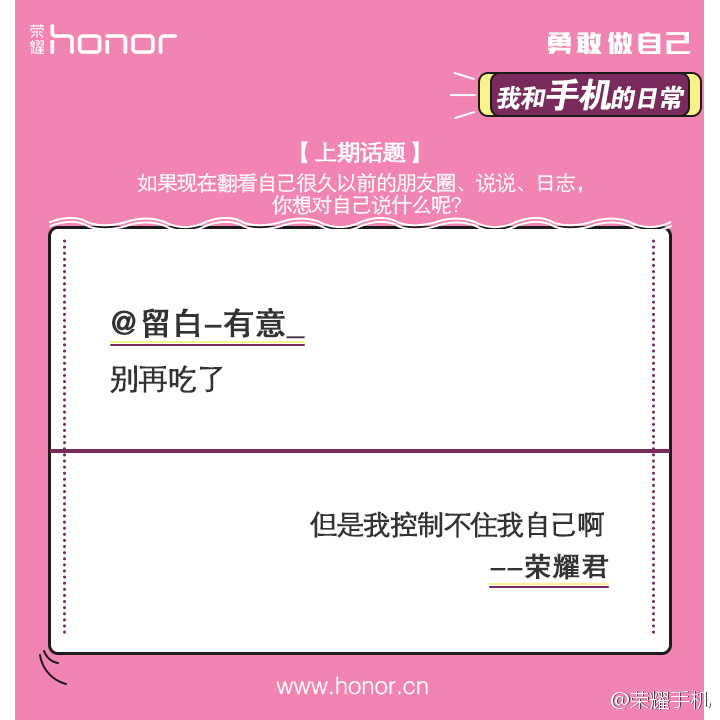 荣耀 honor
勇敢做自己
我和手机的日常
【 上期话题 】
如果现在翻看自己很久以前的朋友圈、说说、日志，
你想对自己说什么呢？
@留白-有意_
别再吃了
但是我控制不住我自己啊
--荣耀君
www.honor.cn
@荣耀手机